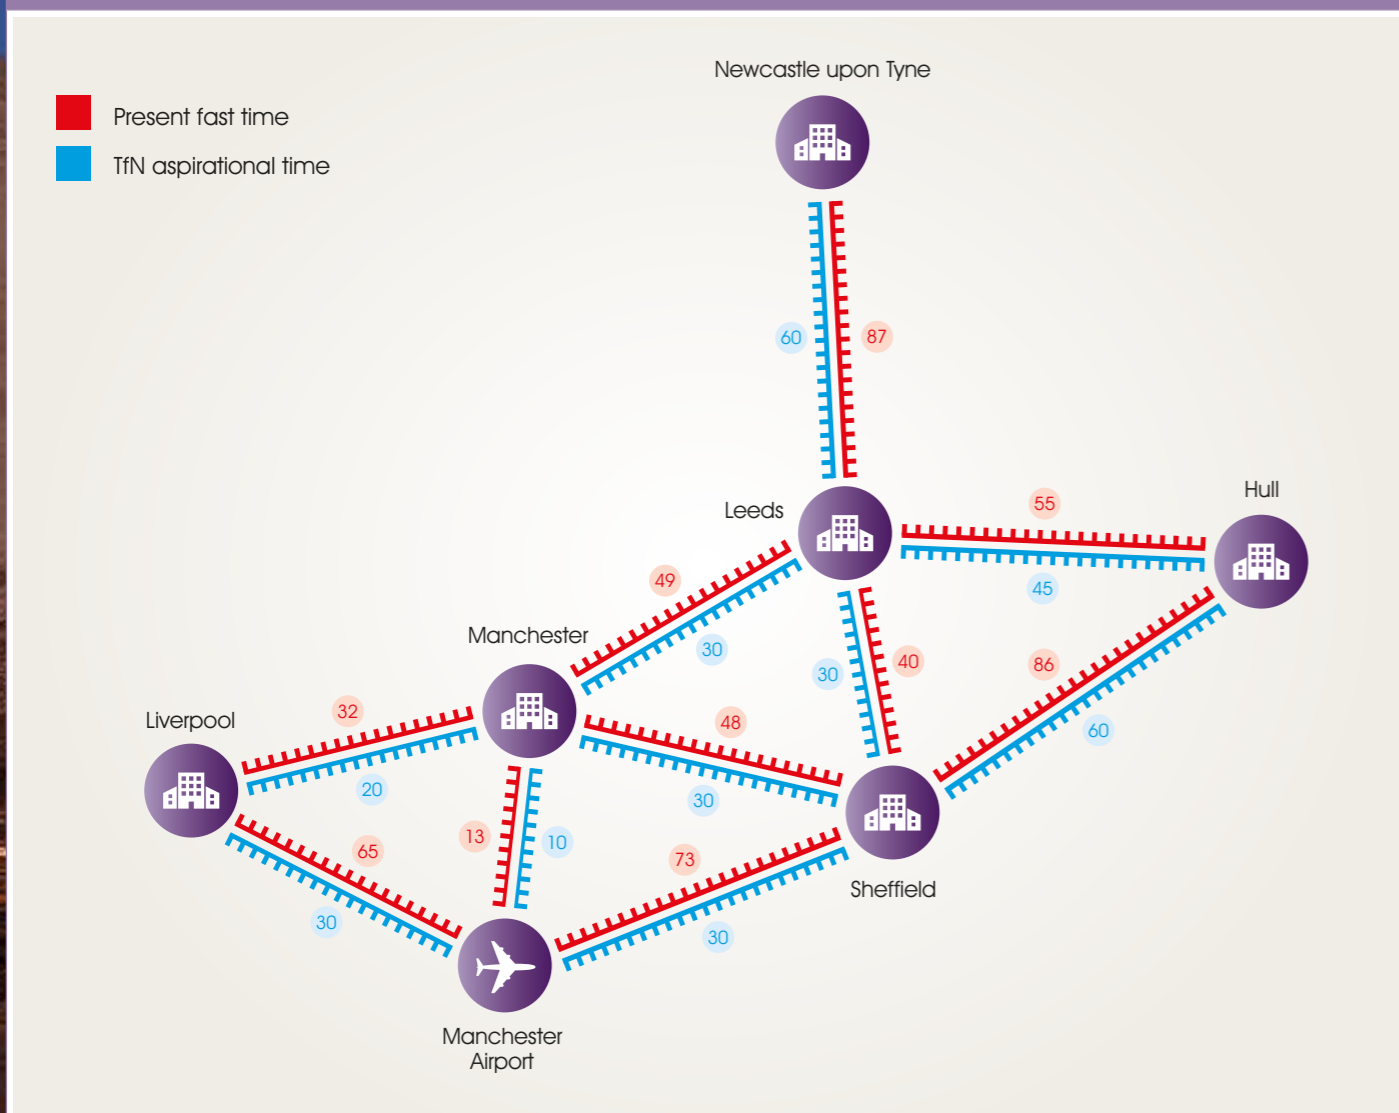 Newcastle upon Tyne
Present fast time
TfN aspirational time
60
87
Hull
Leeds
55
45
49
30
Manchester
30
40
86
60
Liverpool
32
48
20
30
13
10
65
73
30
30
Sheffield
Manchester
Airport